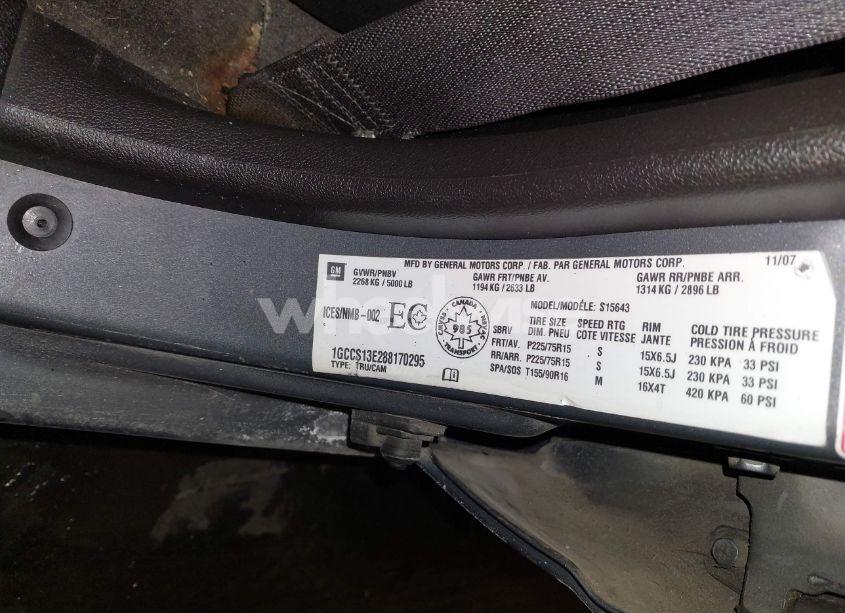 MFD BY GENERAL MOTORS CORP. / FAB. PAR GENERAL MOTORS CORP. 11/07
GM
GVWR/PNBV GAWR FRT/PNBE AV. GAWR RR/PNBE ARR.
2268 KG / 5000 LB 1194 KG / 2633 LB 1314 KG / 2896 LB
ICES/NMB-002 EC
CANADA
985
TRANSPORT
MODEL/MODÈLE: S15643
SBRV TIRE SIZE SPEED RTG RIM COLD TIRE PRESSURE
DIM. PNEU COTE VITESSE JANTE PRESSION À FROID
FRT/AV. P225/75R15 S 15X6.5J 230 KPA 33 PSI
RR/ARR. P225/75R15 S 15X6.5J 230 KPA 33 PSI
SPA/SOS T155/90R16 M 16X4T 420 KPA 60 PSI
1GCCS13E288170295
TYPE: TRU/CAM